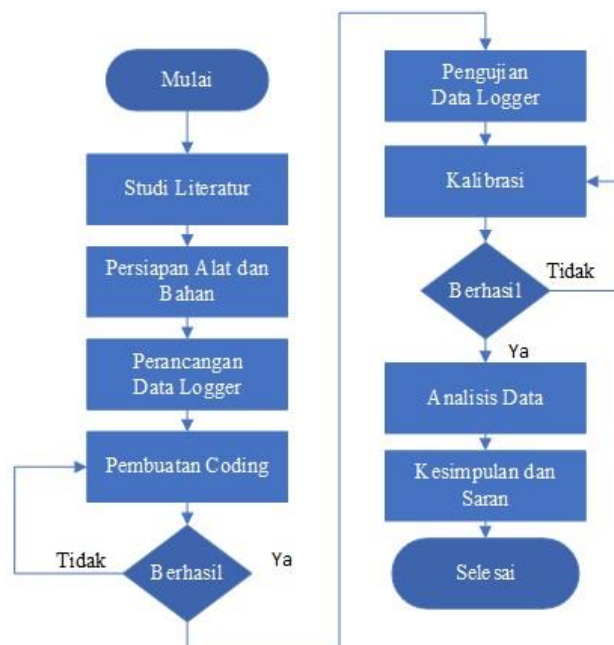 Mulai
Studi Literatur
Persiapan Alat dan
Bahan
Perancangan
Data Logger
Pembuatan Coding
Tidak
Berhasil
Ya
Pengujian
Data Logger
Kalibrasi
Berhasil
Tidak
Ya
Analisis Data
Kesimpulan dan
Saran
Selesai